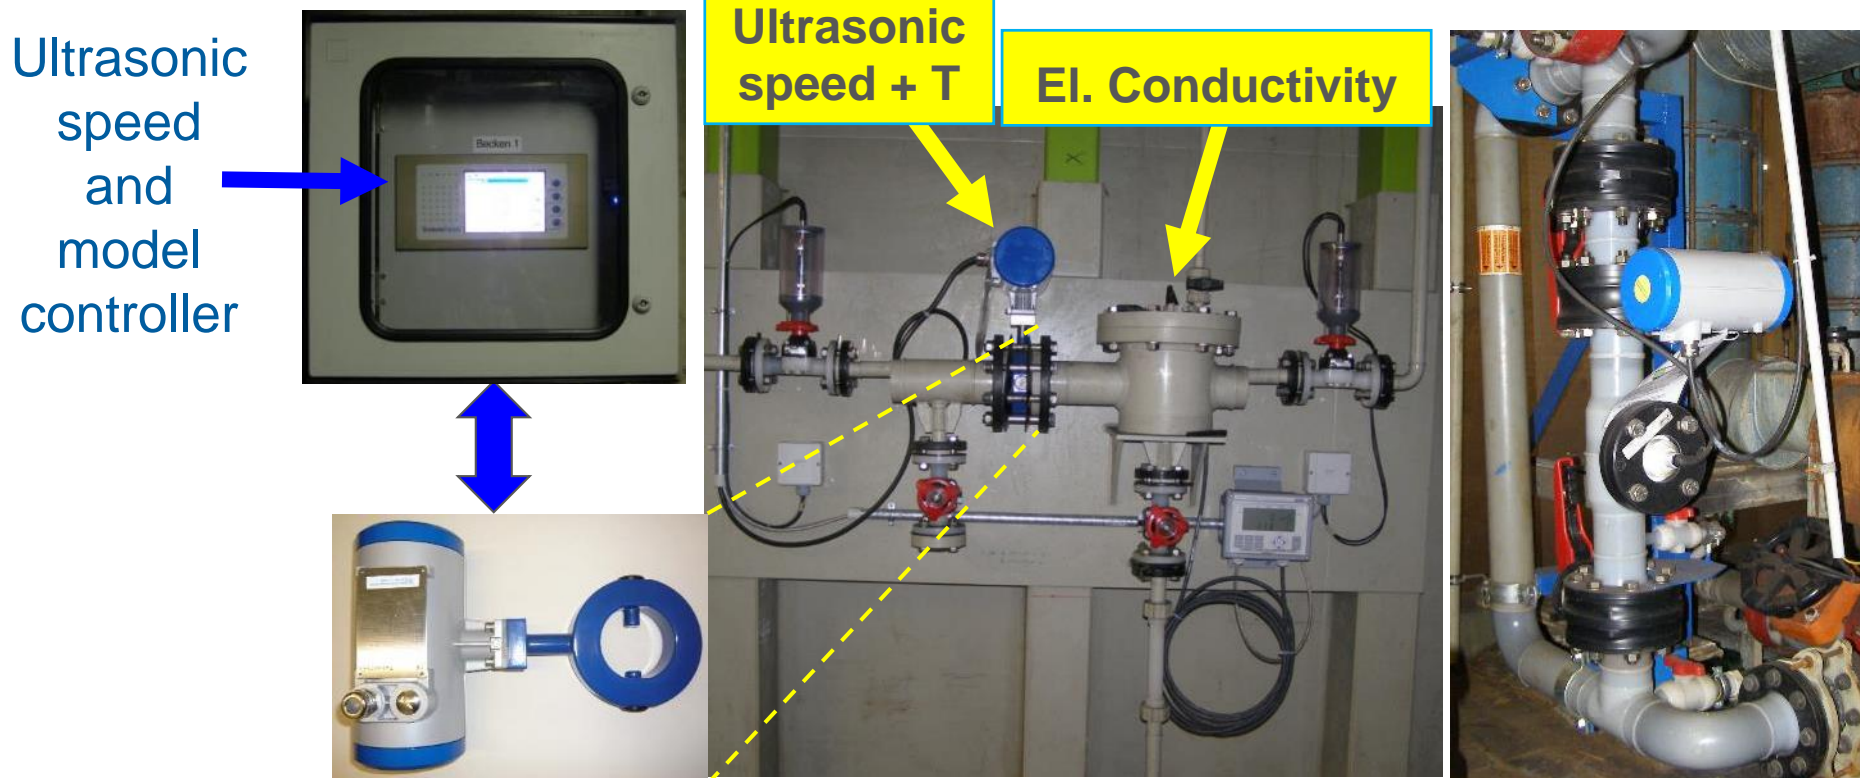 Ultrasonic
speed
and
model
controller
Becken 1
Ultrasonic
speed + T
El. Conductivity